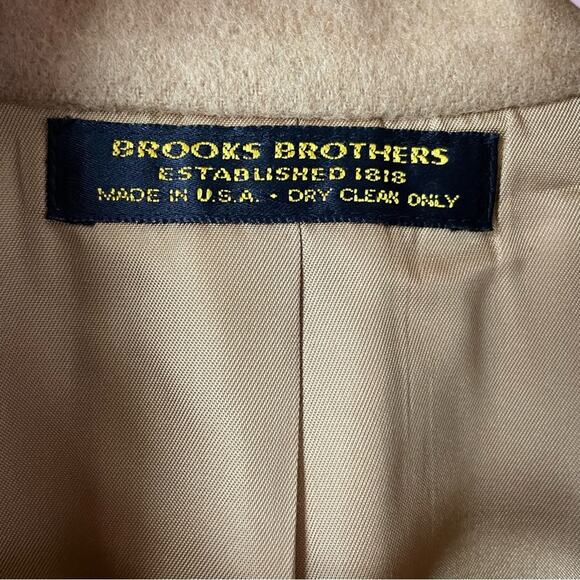 BROOKS BROTHERS
ESTABLISHED 1818
MADE IN U.S.A. · DRY CLEAN ONLY